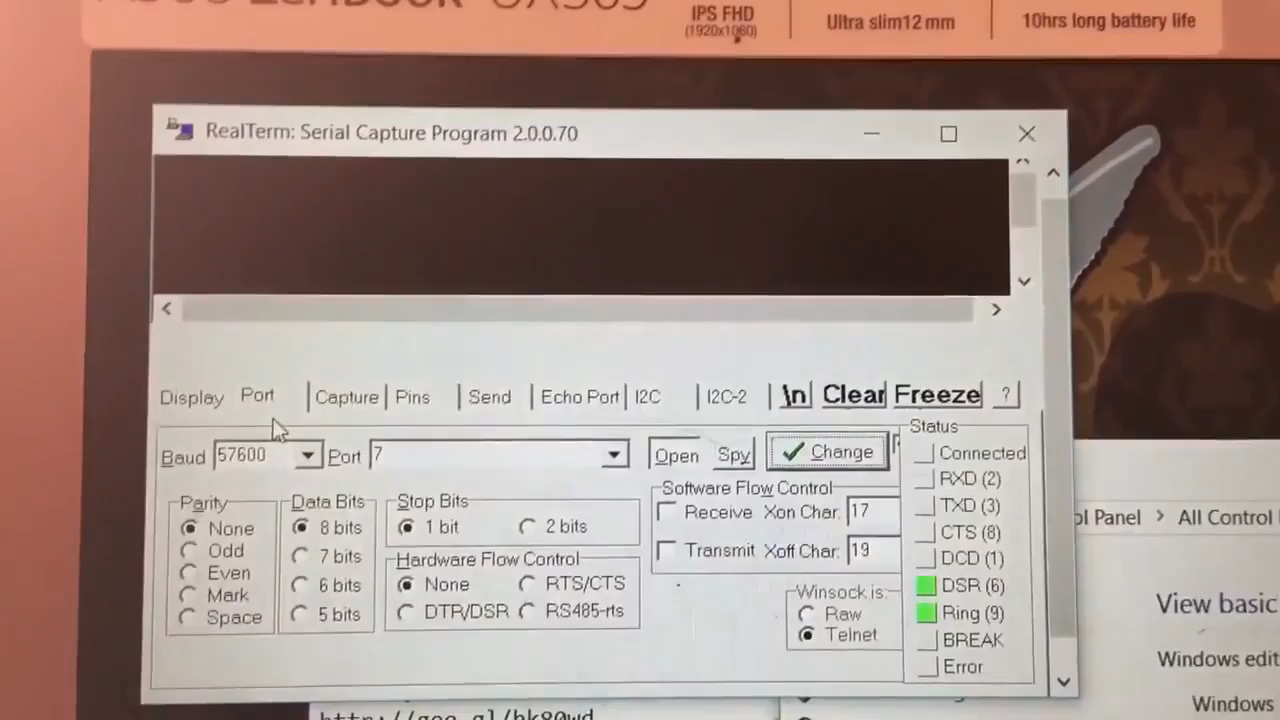 IPS FHD
(1920x1080)
Ultra slim12 mm
10hrs long battery life
RealTerm: Serial Capture Program 2.0.0.70
Display Port Capture Pins Send Echo Port I2C I2C-2 \n Clear Freeze ?
Baud 57600 Port 7 Open Spy Change
Status
Connected
RXD (2)
TXD (3)
CTS (8)
DCD (1)
DSR (6)
Ring (9)
BREAK
Error
Parity
None
Odd
Even
Mark
Space
Data Bits
8 bits
7 bits
6 bits
5 bits
Stop Bits
1 bit 2 bits
Hardware Flow Control
None RTS/CTS
DTR/DSR RS485-rts
Software Flow Control
Receive Xon Char: 17
Transmit Xoff Char: 19
Winsock is:
Raw
Telnet
ol Panel > All Control
View basic
Windows edit
Windows